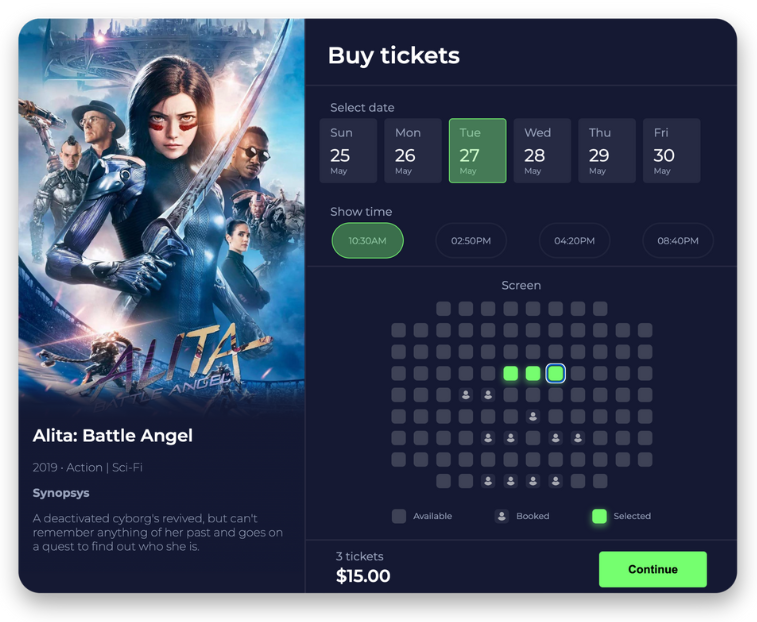 ALITA
BATTLE ANGEL
Alita: Battle Angel
2019 · Action | Sci-Fi
Synopsys
A deactivated cyborg's revived, but can't
remember anything of her past and goes on
a quest to find out who she is.
Buy tickets
Select date
Sun Mon Tue Wed Thu Fri
25 26 27 28 29 30
May May May May May May
Show time
10:30AM 02:50PM 04:20PM 08:40PM
Screen
Available Booked Selected
3 tickets
$15.00
Continue